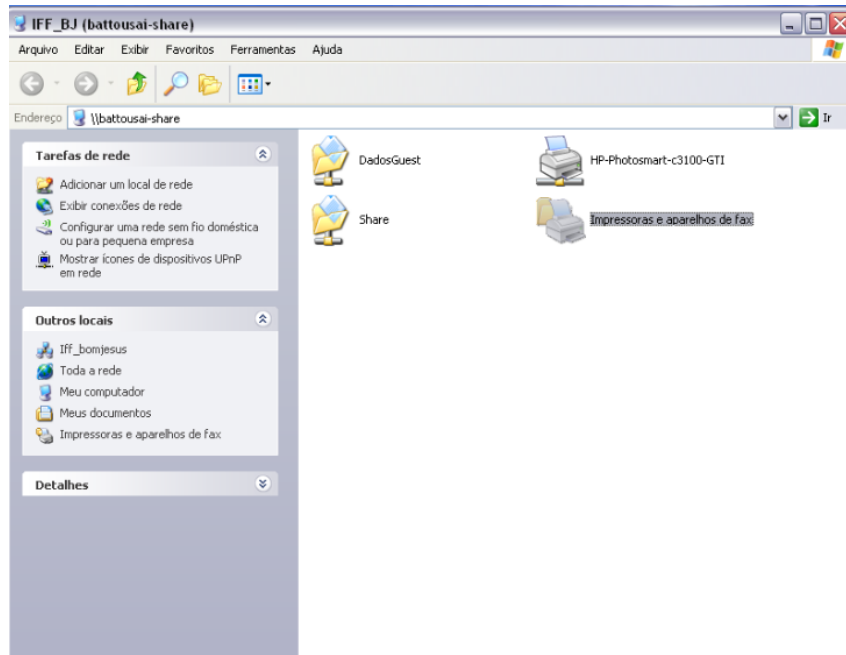 IFF_BJ (battousai-share)
Arquivo Editar Exibir Favoritos Ferramentas Ajuda
Endereço \\battousai-share Ir
Tarefas de rede
Adicionar um local de rede
Exibir conexões de rede
Configurar uma rede sem fio doméstica
ou para pequena empresa
Mostrar ícones de dispositivos UPnP
em rede
Outros locais
Iff_bomjesus
Toda a rede
Meu computador
Meus documentos
Impressoras e aparelhos de fax
Detalhes
DadosGuest
HP-Photosmart-c3100-GTI
Share
Impressoras e aparelhos de fax